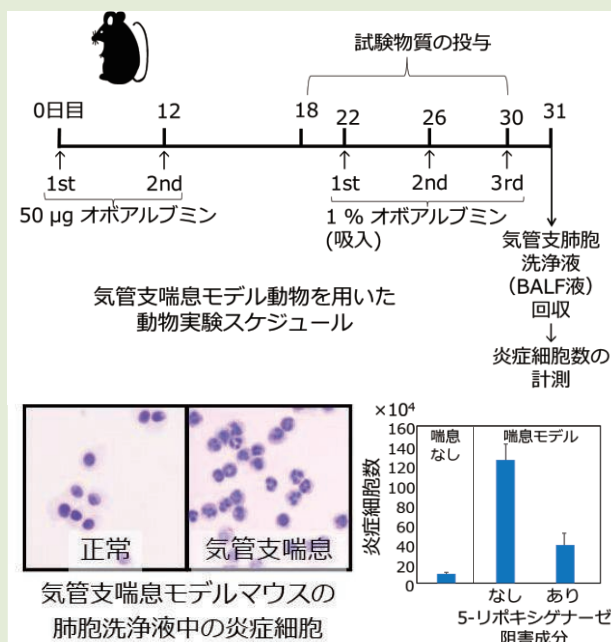 試験物質の投与
0日目 12 18 22 26 30 31
1st 2nd 1st 2nd 3rd
50 µg オボアルブミン
1 % オボアルブミン
(吸入)
気管支肺胞
洗浄液
（BALF液）
回収
↓
炎症細胞数の
計測
気管支喘息モデル動物を用いた
動物実験スケジュール
正常
気管支喘息
気管支喘息モデルマウスの
肺胞洗浄液中の炎症細胞
×10⁴
炎症細胞数
160
140
120
100
80
60
40
20
0
喘息
なし
喘息モデル
なし あり
5-リポキシゲナーゼ
阻害成分